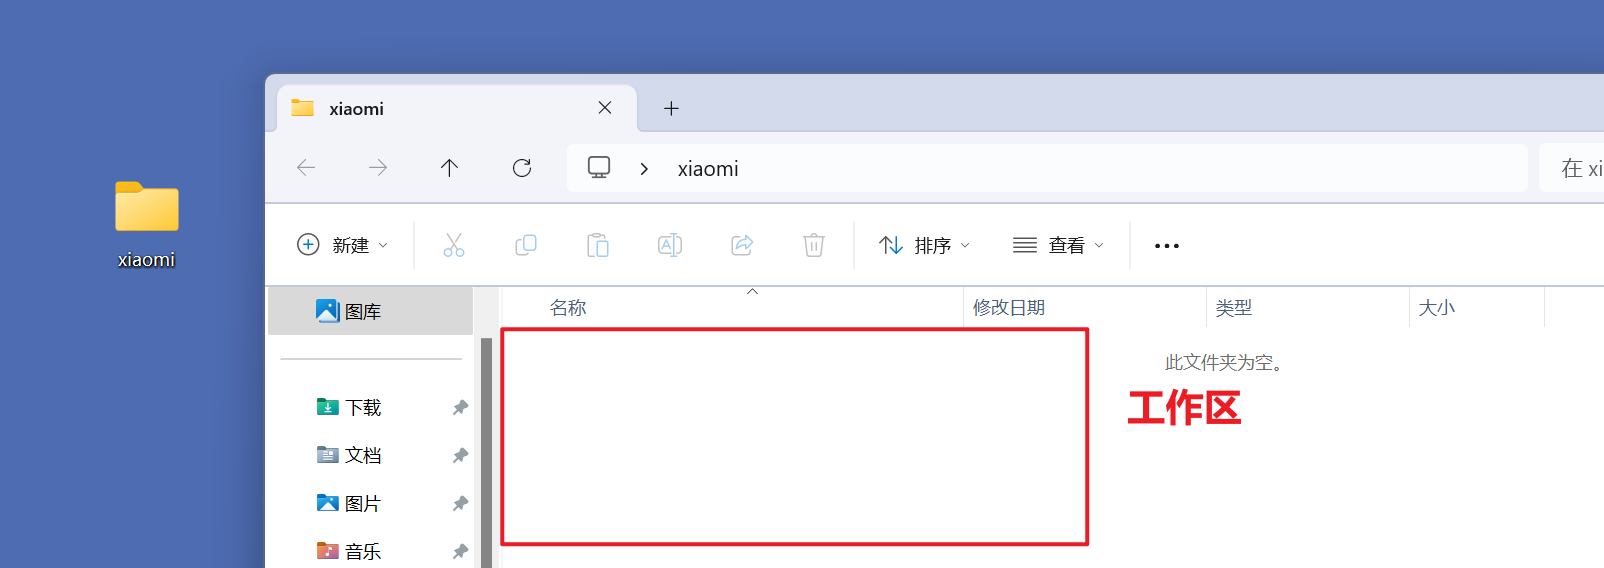 xiaomi
xiaomi
xiaomi
在 xi
新建
排序
查看
图库
名称
修改日期
类型
大小
此文件夹为空。
工作区
下载
文档
图片
音乐